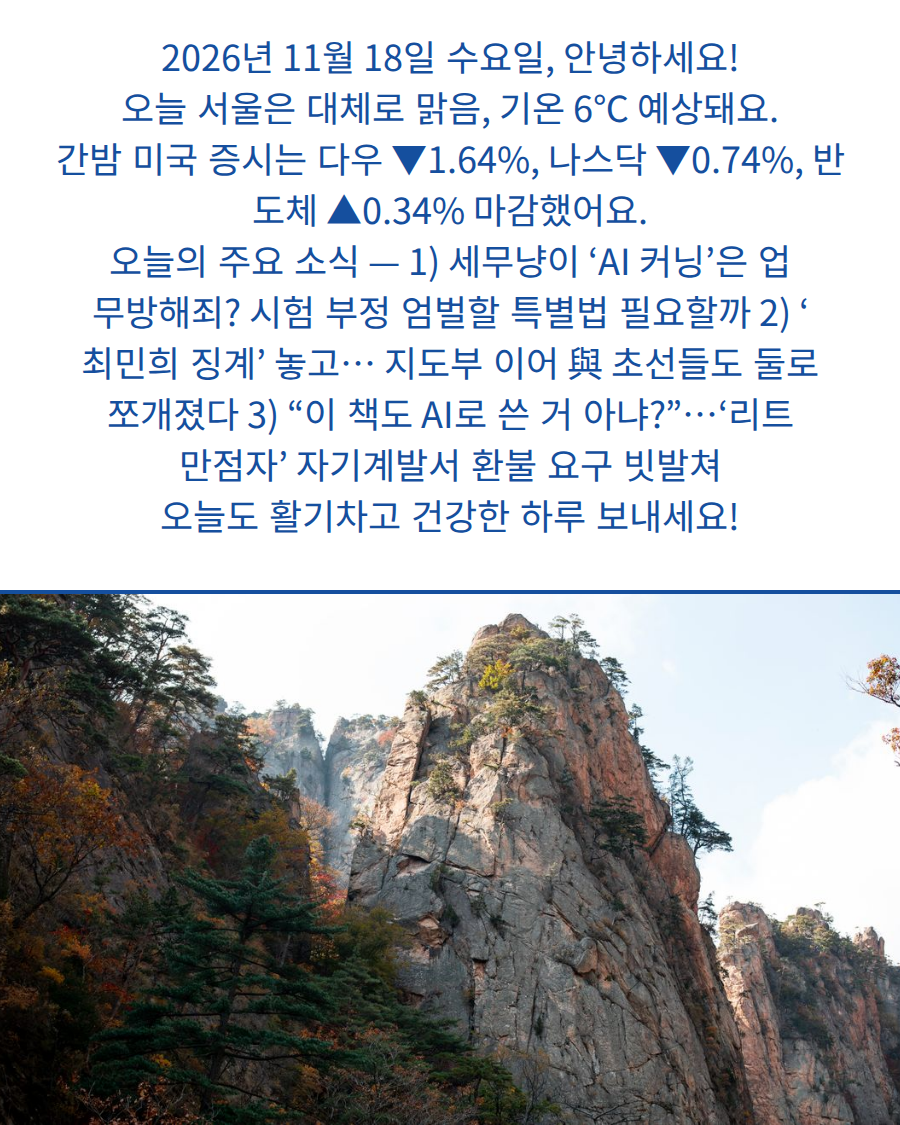 2026년 11월 18일 수요일, 안녕하세요!
오늘 서울은 대체로 맑음, 기온 6°C 예상돼요.
간밤 미국 증시는 다우 ▼1.64%, 나스닥 ▼0.74%, 반
도체 ▲0.34% 마감했어요.
오늘의 주요 소식 — 1) 세무냥이 ‘AI 커닝’은 업
무방해죄? 시험 부정 엄벌할 특별법 필요할까 2) ‘
최민희 징계’ 놓고… 지도부 이어 與 초선들도 둘로
쪼개졌다 3) “이 책도 AI로 쓴 거 아냐?”…‘리트
만점자’ 자기계발서 환불 요구 빗발쳐
오늘도 활기차고 건강한 하루 보내세요!